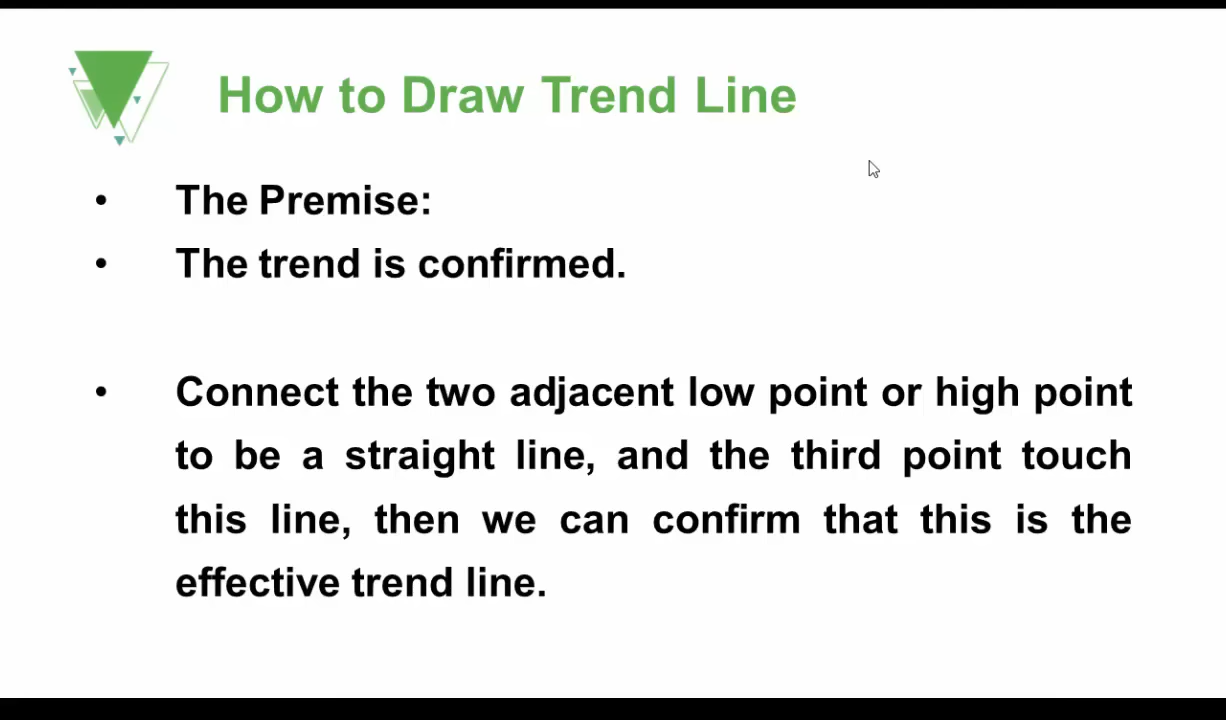 How to Draw Trend Line
• The Premise:
• The trend is confirmed.
• Connect the two adjacent low point or high point
to be a straight line, and the third point touch
this line, then we can confirm that this is the
effective trend line.